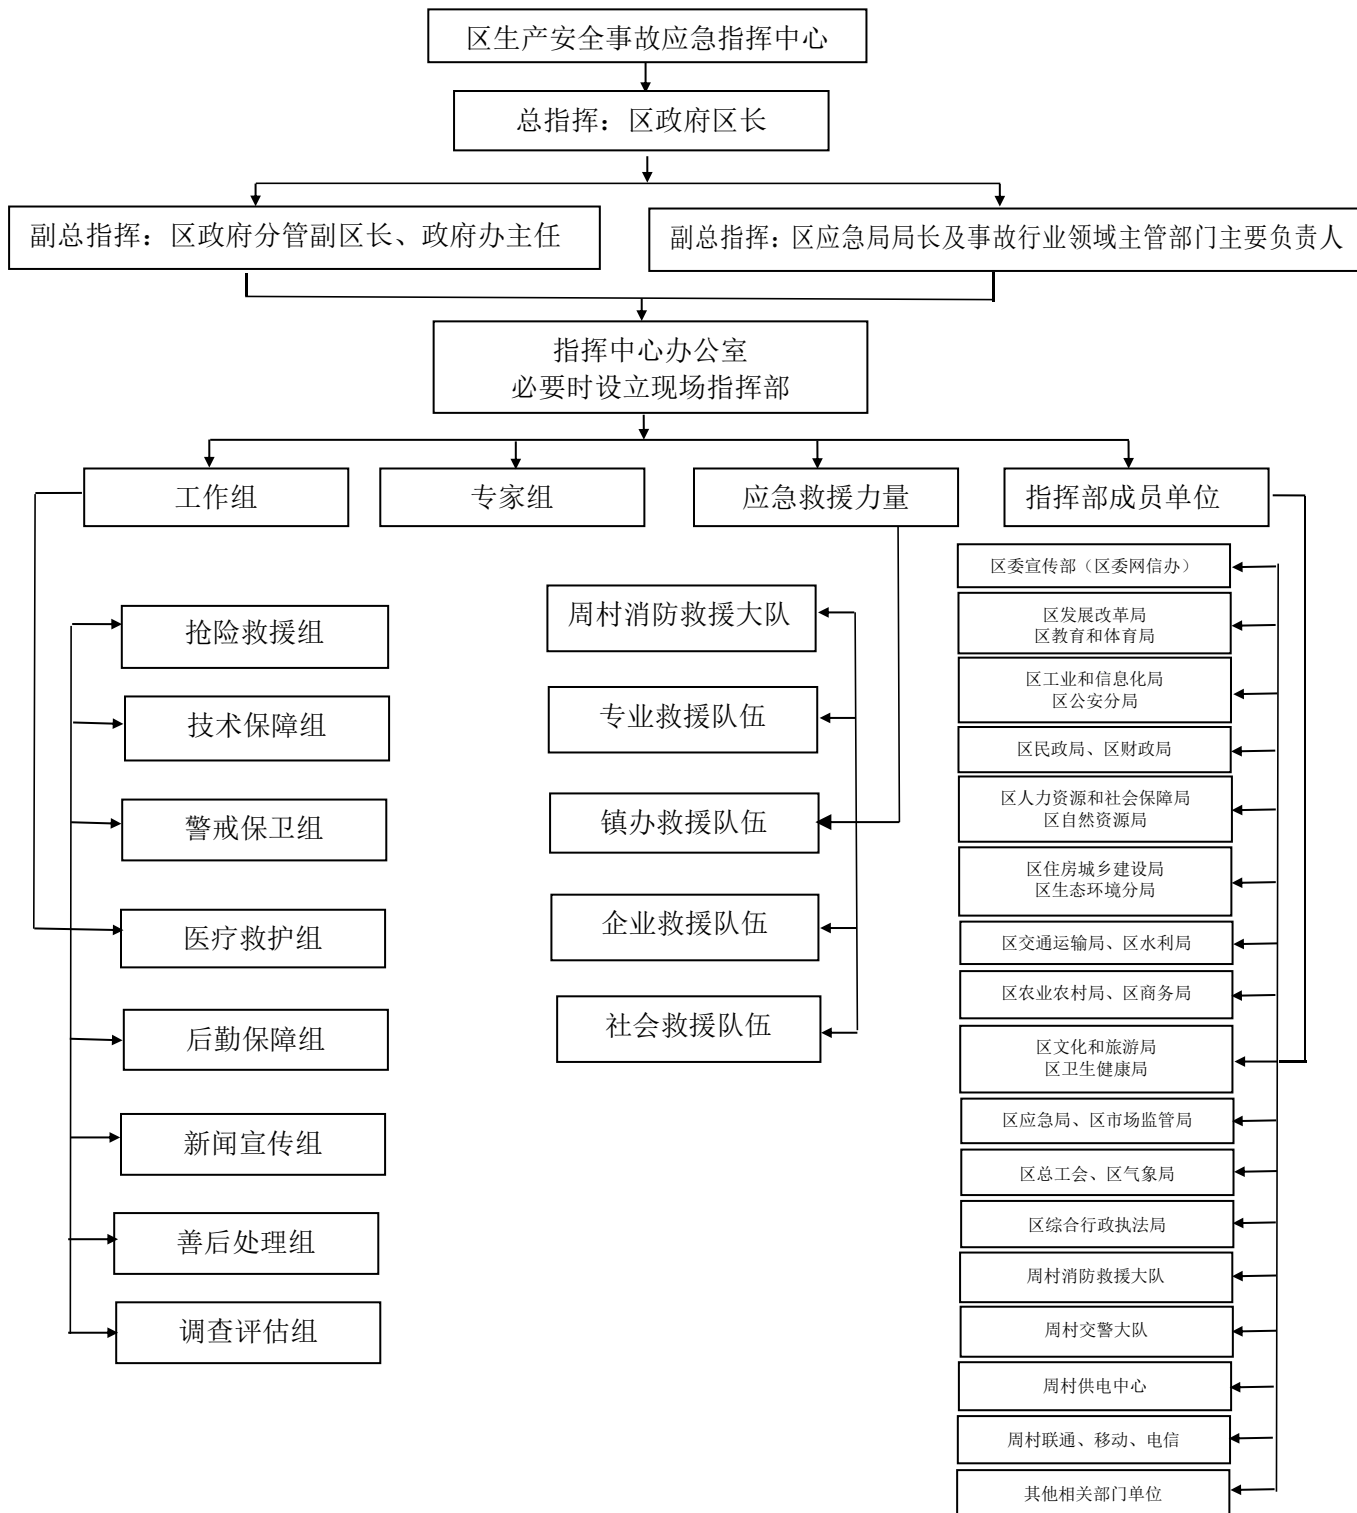 区生产安全事故应急指挥中心
总指挥：区政府区长
副总指挥：区政府分管副区长、政府办主任
副总指挥：区应急局局长及事故行业领域主管部门主要负责人
指挥中心办公室
必要时设立现场指挥部
工作组
专家组
应急救援力量
指挥部成员单位
抢险救援组
技术保障组
警戒保卫组
医疗救护组
后勤保障组
新闻宣传组
善后处理组
调查评估组
周村消防救援大队
专业救援队伍
镇办救援队伍
企业救援队伍
社会救援队伍
区委宣传部（区委网信办）
区发展改革局
区教育和体育局
区工业和信息化局
区公安分局
区民政局、区财政局
区人力资源和社会保障局
区自然资源局
区住房城乡建设局
区生态环境分局
区交通运输局、区水利局
区农业农村局、区商务局
区文化和旅游局
区卫生健康局
区应急局、区市场监管局
区总工会、区气象局
区综合行政执法局
周村消防救援大队
周村交警大队
周村供电中心
周村联通、移动、电信
其他相关部门单位